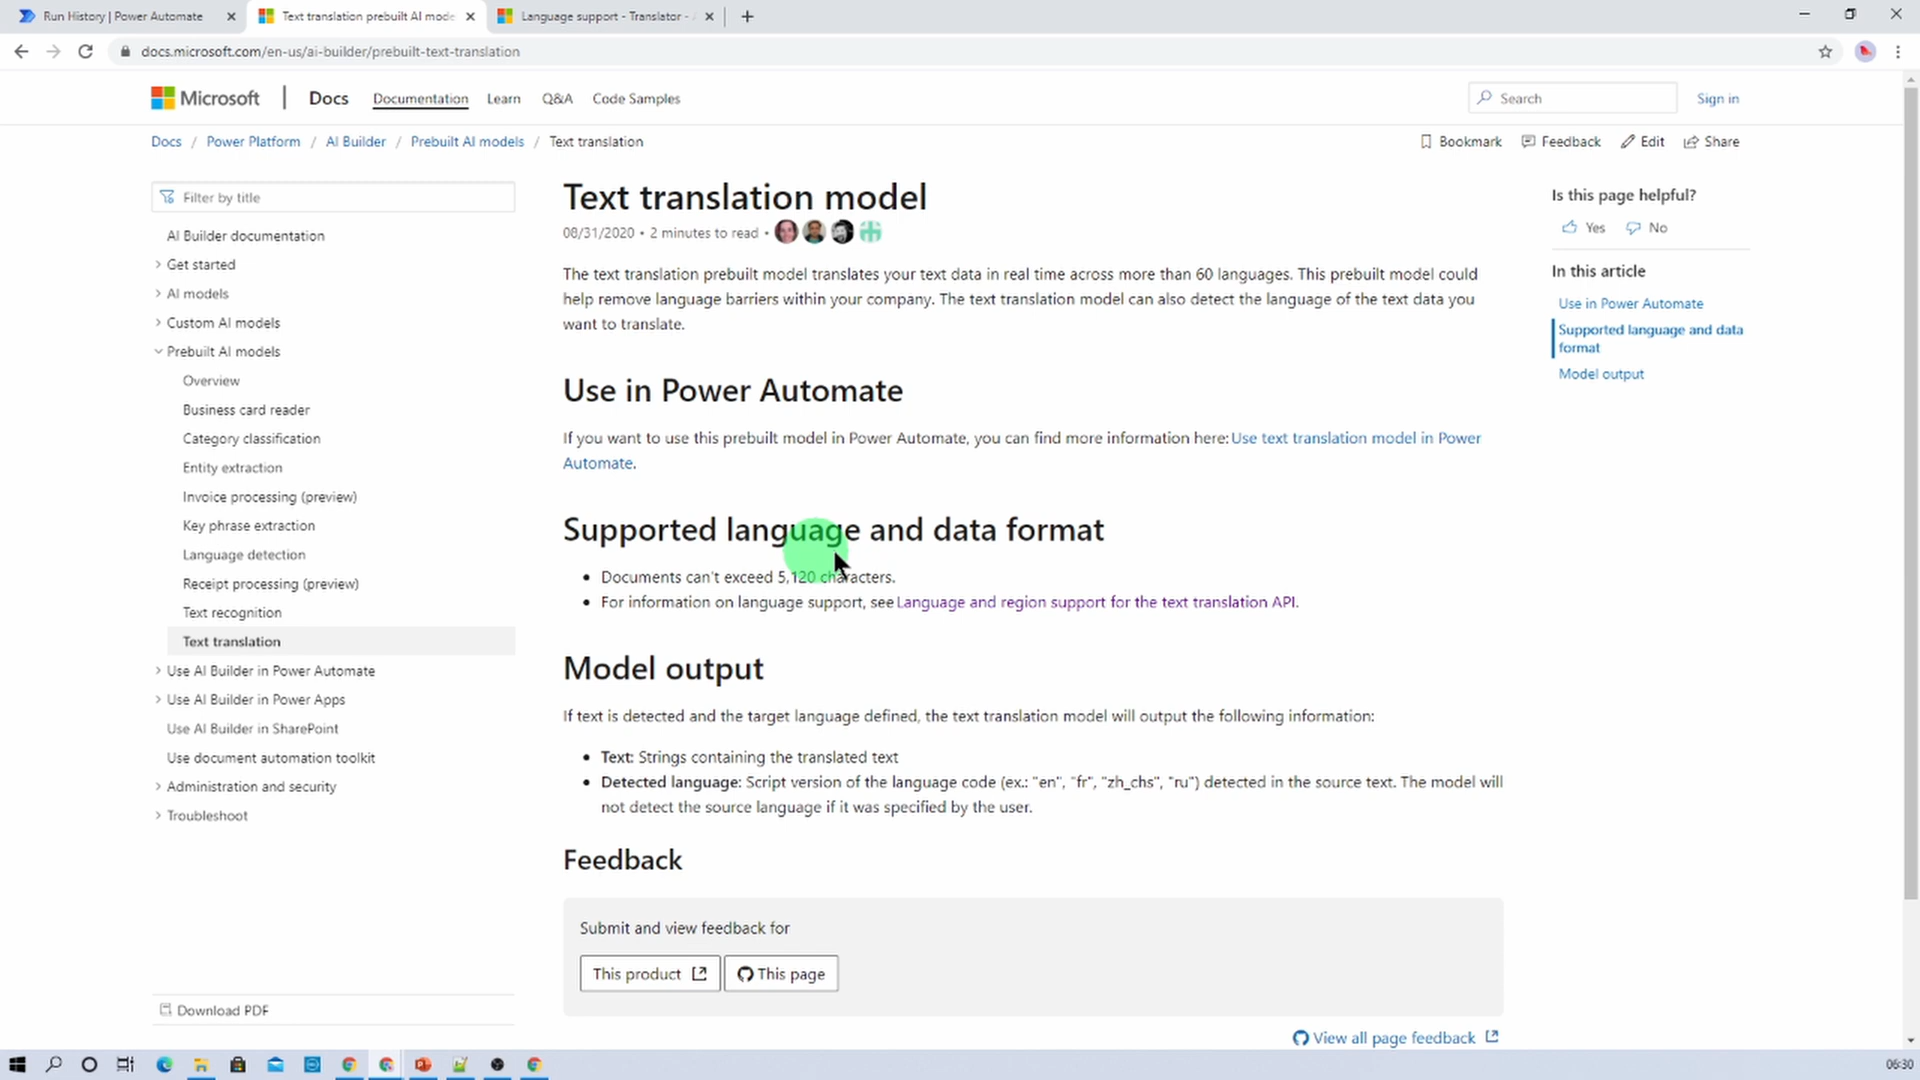 Run History | Power Automate
Text translation prebuilt AI mode
Language support - Translator -
docs.microsoft.com/en-us/ai-builder/prebuilt-text-translation
Microsoft
Docs
Documentation
Learn
Q&A
Code Samples
Search
Sign in
Docs / Power Platform / AI Builder / Prebuilt AI models / Text translation
Bookmark
Feedback
Edit
Share
Filter by title
AI Builder documentation
Get started
AI models
Custom AI models
Prebuilt AI models
Overview
Business card reader
Category classification
Entity extraction
Invoice processing (preview)
Key phrase extraction
Language detection
Receipt processing (preview)
Text recognition
Text translation
Use AI Builder in Power Automate
Use AI Builder in Power Apps
Use AI Builder in SharePoint
Use document automation toolkit
Administration and security
Troubleshoot
Download PDF
Text translation model
08/31/2020 • 2 minutes to read •
The text translation prebuilt model translates your text data in real time across more than 60 languages. This prebuilt model could
help remove language barriers within your company. The text translation model can also detect the language of the text data you
want to translate.
Use in Power Automate
If you want to use this prebuilt model in Power Automate, you can find more information here: Use text translation model in Power
Automate.
Supported language and data format
• Documents can't exceed 5,120 characters.
• For information on language support, see Language and region support for the text translation API.
Model output
If text is detected and the target language defined, the text translation model will output the following information:
• Text: Strings containing the translated text
• Detected language: Script version of the language code (ex.: "en", "fr", "zh_chs", "ru") detected in the source text. The model will
not detect the source language if it was specified by the user.
Feedback
Submit and view feedback for
This product
This page
View all page feedback
Is this page helpful?
Yes
No
In this article
Use in Power Automate
Supported language and data
format
Model output
06:30